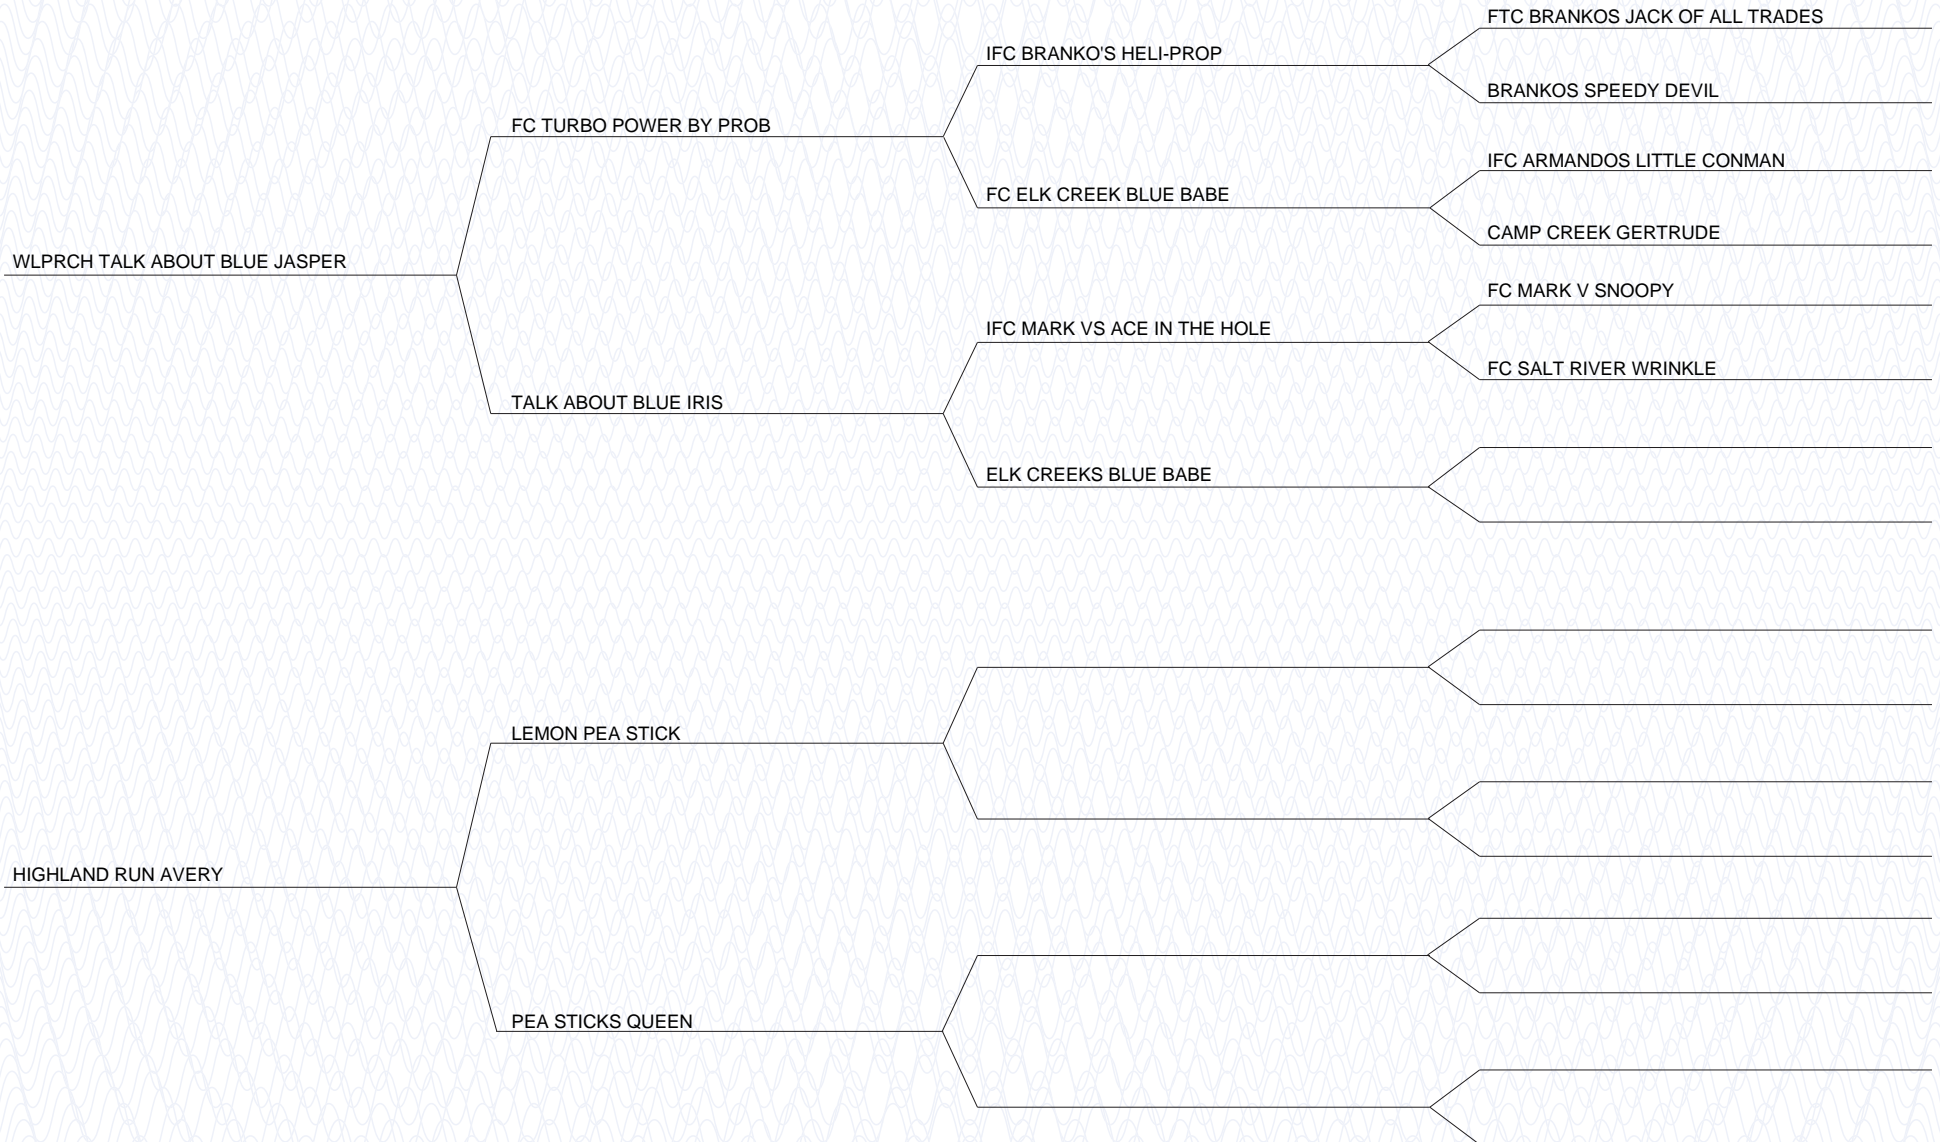 FTC BRANKOS JACK OF ALL TRADES
IFC BRANKO'S HELI-PROP
BRANKOS SPEEDY DEVIL
FC TURBO POWER BY PROB
IFC ARMANDOS LITTLE CONMAN
FC ELK CREEK BLUE BABE
CAMP CREEK GERTRUDE
WLPRCH TALK ABOUT BLUE JASPER
FC MARK V SNOOPY
IFC MARK VS ACE IN THE HOLE
FC SALT RIVER WRINKLE
TALK ABOUT BLUE IRIS
ELK CREEKS BLUE BABE
LEMON PEA STICK
HIGHLAND RUN AVERY
PEA STICKS QUEEN